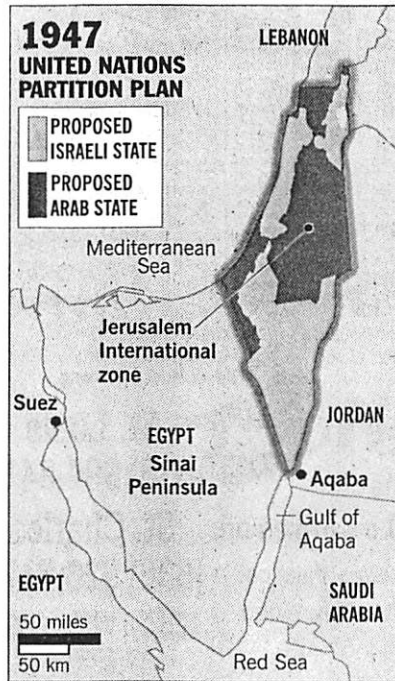 1947
UNITED NATIONS
PARTITION PLAN
PROPOSED
ISRAELI STATE
PROPOSED
ARAB STATE
LEBANON
Mediterranean
Sea
Jerusalem
International
zone
Suez
EGYPT
Sinai
Peninsula
JORDAN
Aqaba
Gulf of
Aqaba
EGYPT
SAUDI
ARABIA
50 miles
50 km
Red Sea